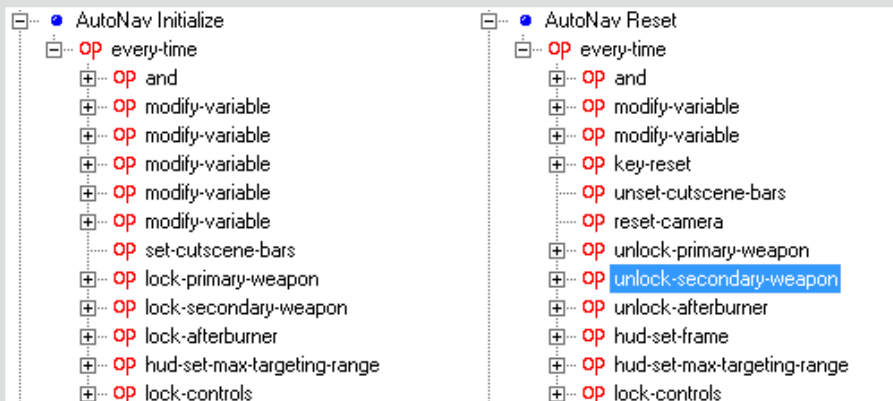 AutoNav Initialize
OP every-time
OP and
OP modify-variable
OP modify-variable
OP modify-variable
OP modify-variable
OP modify-variable
OP set-cutscene-bars
OP lock-primary-weapon
OP lock-secondary-weapon
OP lock-afterburner
OP hud-set-max-targeting-range
OP lock-controls
AutoNav Reset
OP every-time
OP and
OP modify-variable
OP modify-variable
OP key-reset
OP unset-cutscene-bars
OP reset-camera
OP unlock-primary-weapon
OP unlock-secondary-weapon
OP unlock-afterburner
OP hud-set-frame
OP hud-set-max-targeting-range
OP lock-controls